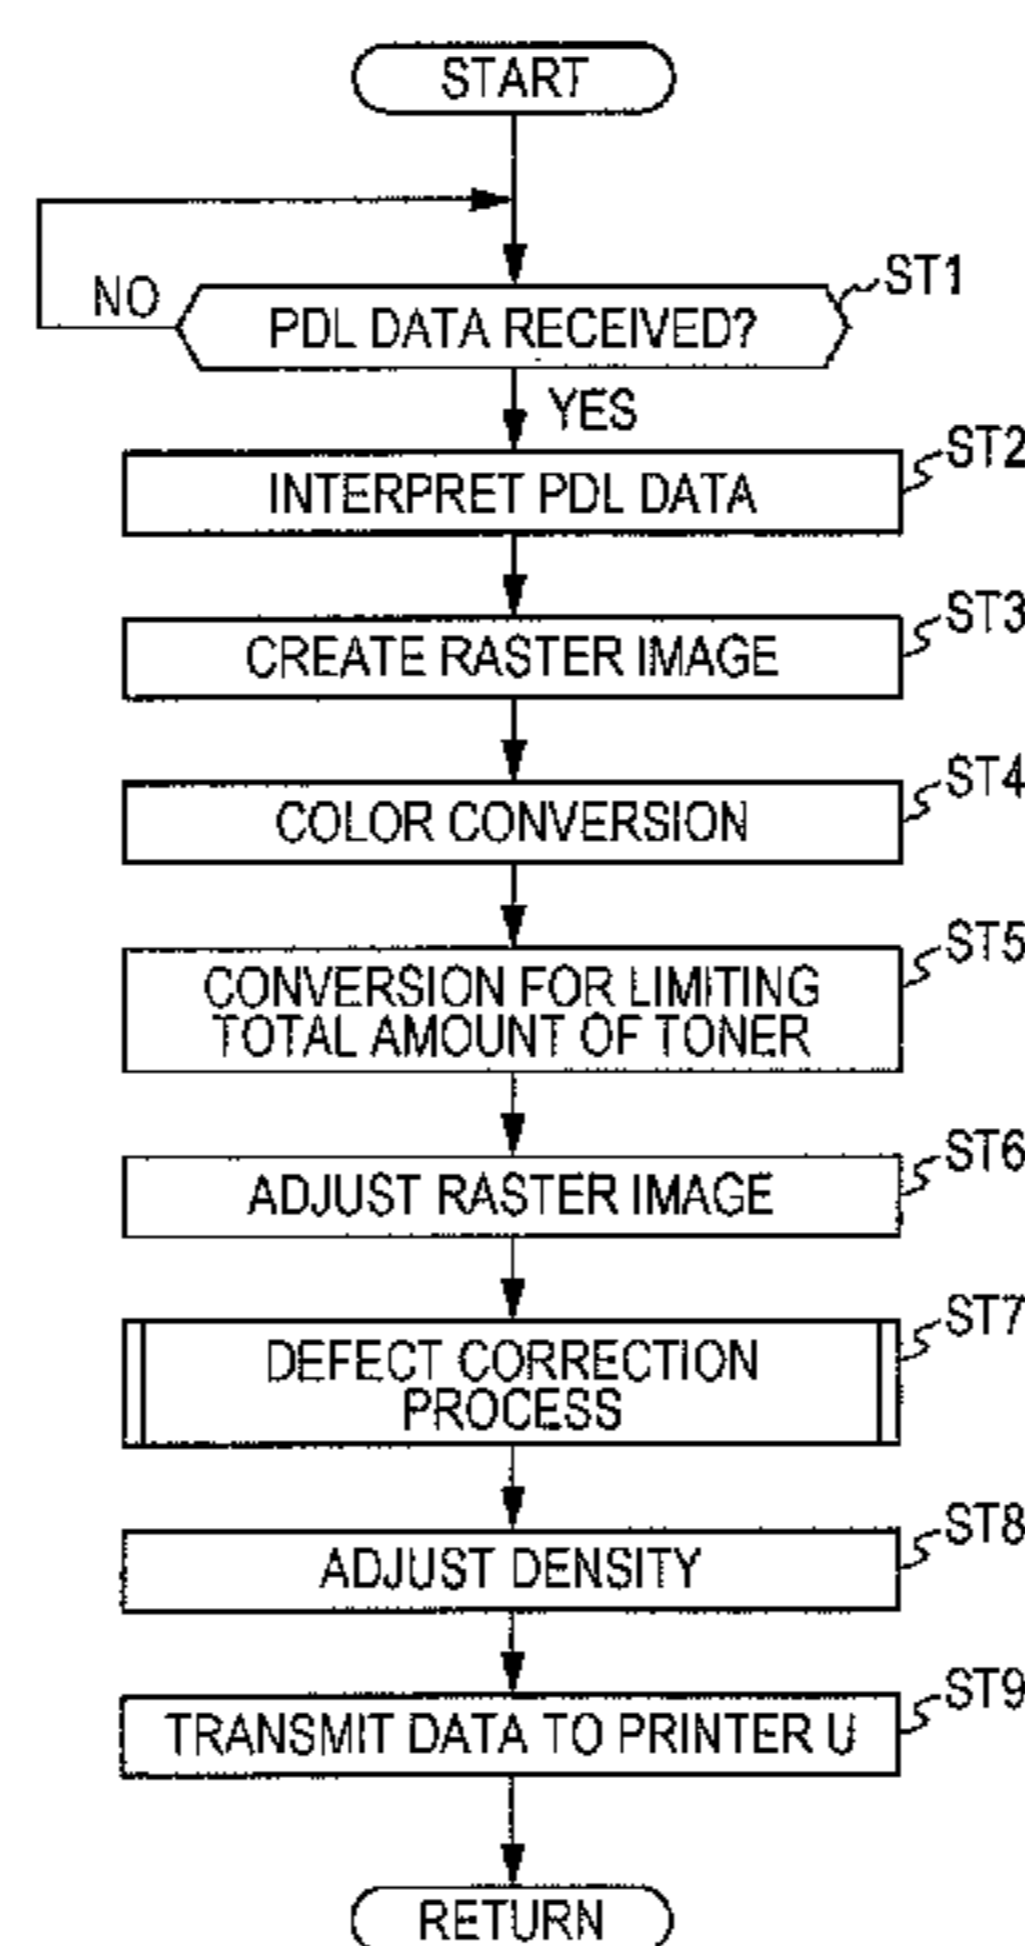 START
NO
PDL DATA RECEIVED?
ST1
YES
INTERPRET PDL DATA
ST2
CREATE RASTER IMAGE
ST3
COLOR CONVERSION
ST4
CONVERSION FOR LIMITING
TOTAL AMOUNT OF TONER
ST5
ADJUST RASTER IMAGE
ST6
DEFECT CORRECTION
PROCESS
ST7
ADJUST DENSITY
ST8
TRANSMIT DATA TO PRINTER U
ST9
RETURN